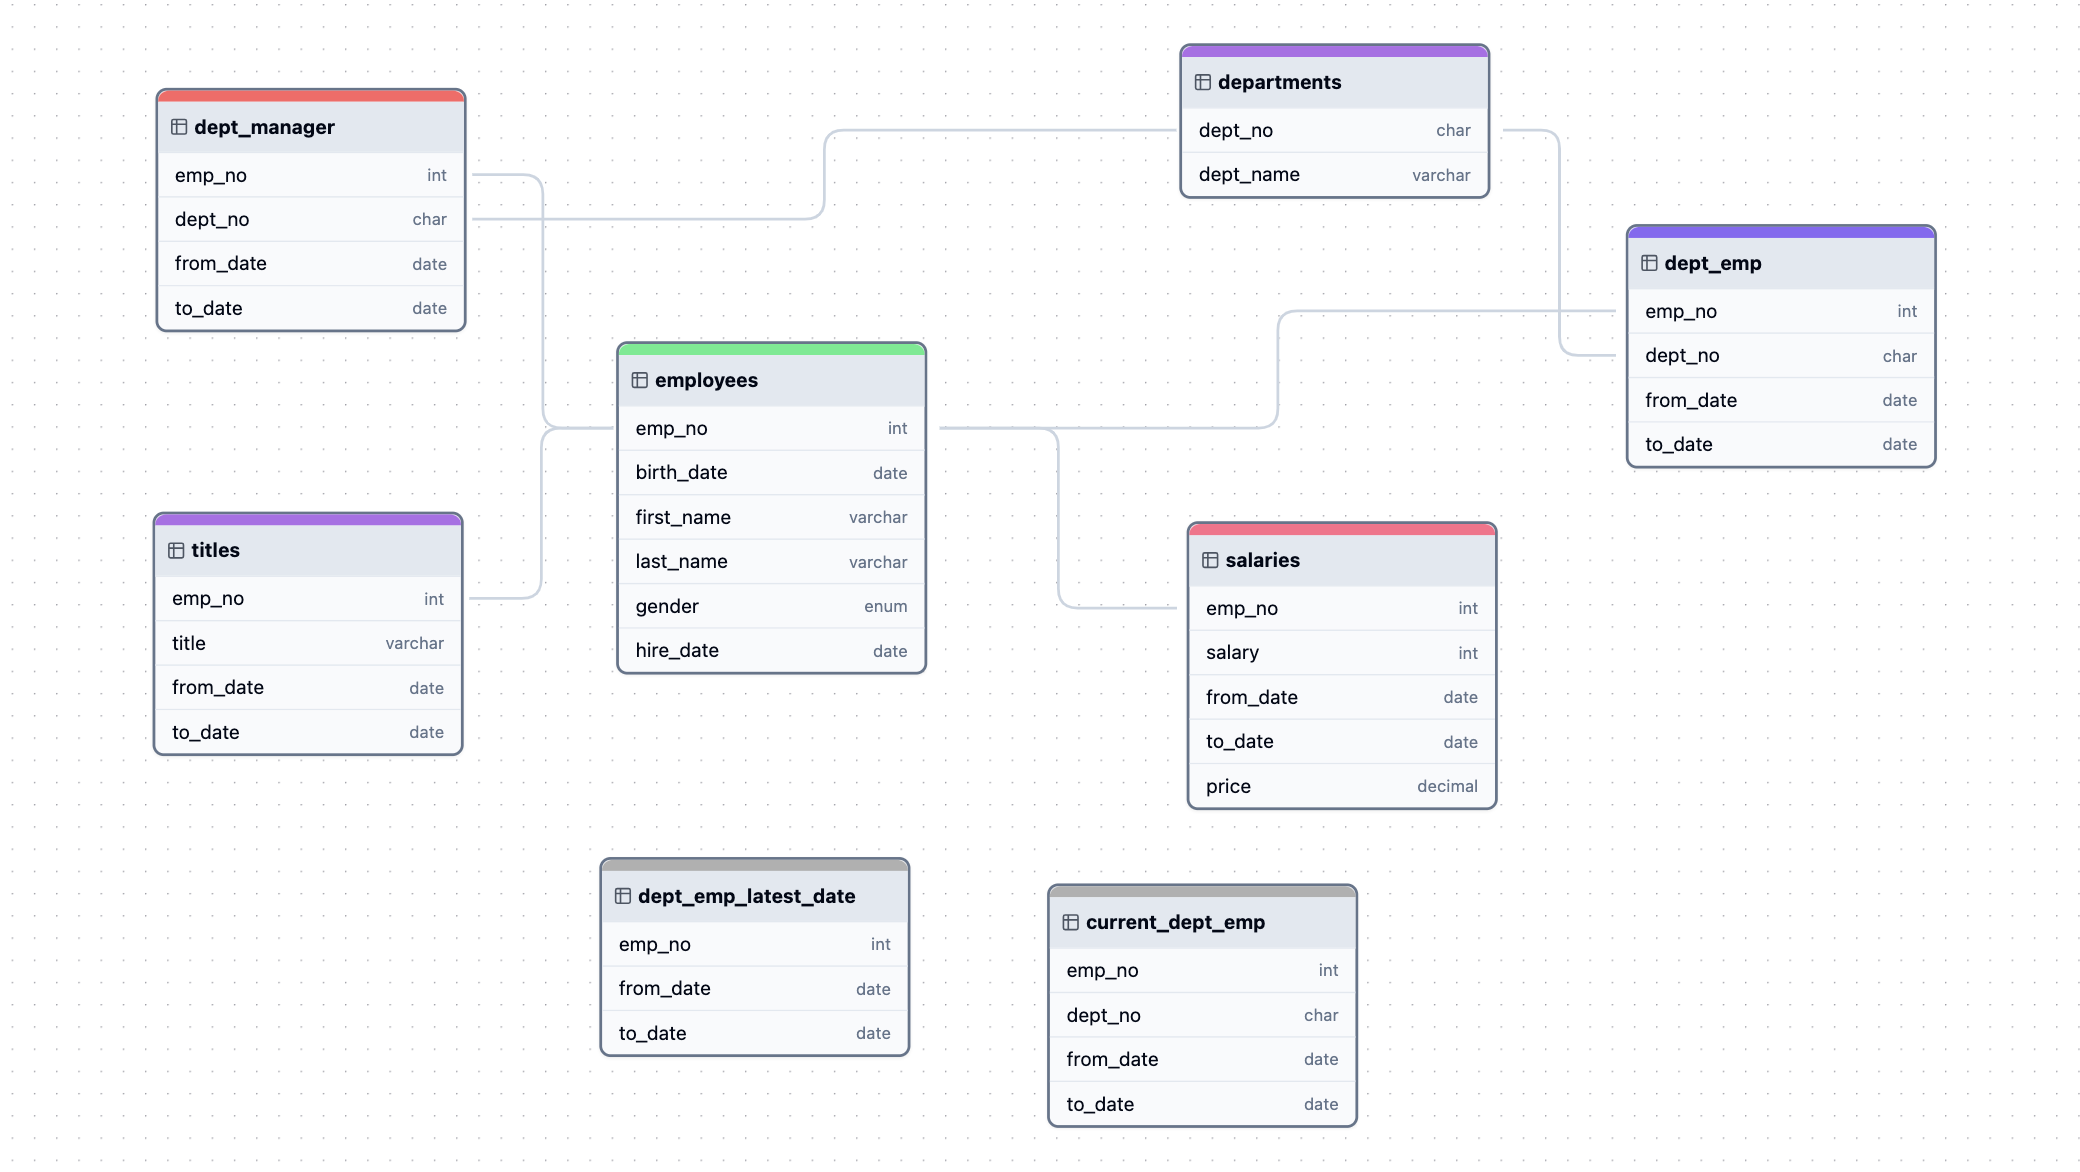 dept_manager
emp_no int
dept_no char
from_date date
to_date date
departments
dept_no char
dept_name varchar
dept_emp
emp_no int
dept_no char
from_date date
to_date date
employees
emp_no int
birth_date date
first_name varchar
last_name varchar
gender enum
hire_date date
titles
emp_no int
title varchar
from_date date
to_date date
salaries
emp_no int
salary int
from_date date
to_date date
price decimal
dept_emp_latest_date
emp_no int
from_date date
to_date date
current_dept_emp
emp_no int
dept_no char
from_date date
to_date date